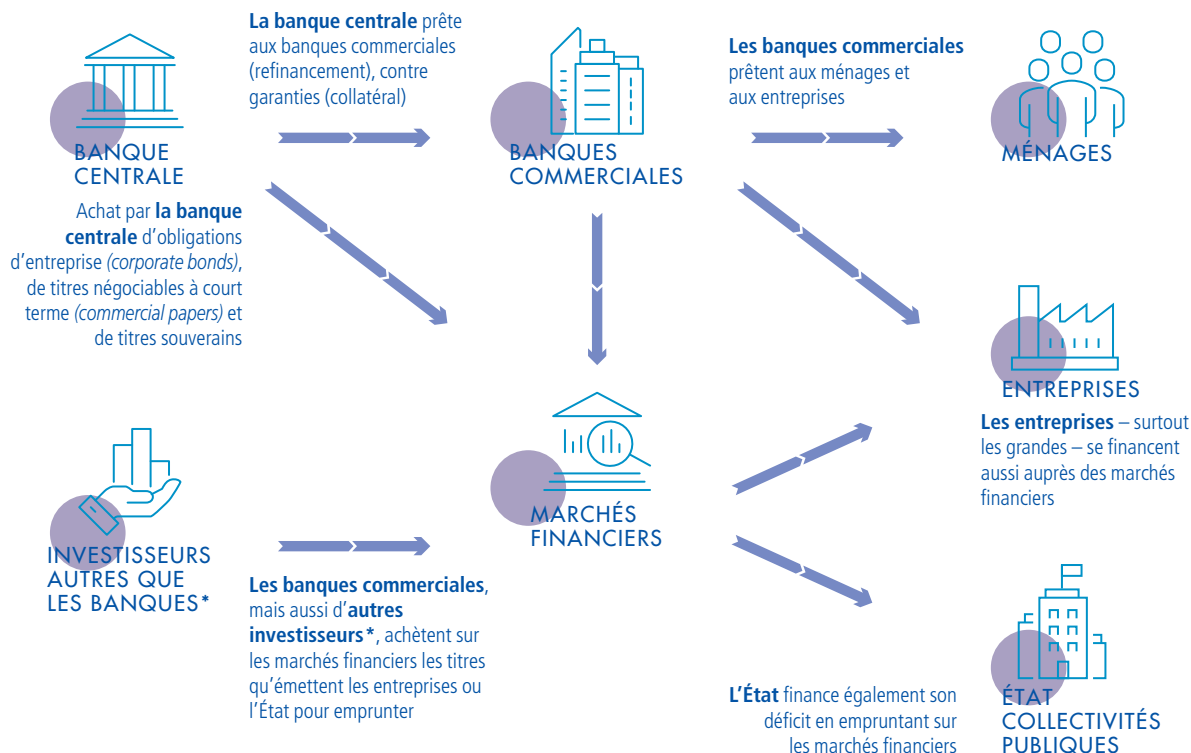 La banque centrale prête
aux banques commerciales
(refinancement), contre
garanties (collatéral)
Les banques commerciales
prêtent aux ménages et
aux entreprises
BANQUE
CENTRALE
BANQUES
COMMERCIALES
MÉNAGES
Achat par la banque
centrale d’obligations
d’entreprise (corporate bonds),
de titres négociables à court
terme (commercial papers) et
de titres souverains
ENTREPRISES
Les entreprises – surtout
les grandes – se financent
aussi auprès des marchés
financiers
MARCHÉS
FINANCIERS
INVESTISSEURS
AUTRES QUE
LES BANQUES*
Les banques commerciales,
mais aussi d’autres
investisseurs*, achètent sur
les marchés financiers les titres
qu’émettent les entreprises ou
l’État pour emprunter
L’État finance également son
déficit en empruntant sur
les marchés financiers
ÉTAT
COLLECTIVITÉS
PUBLIQUES